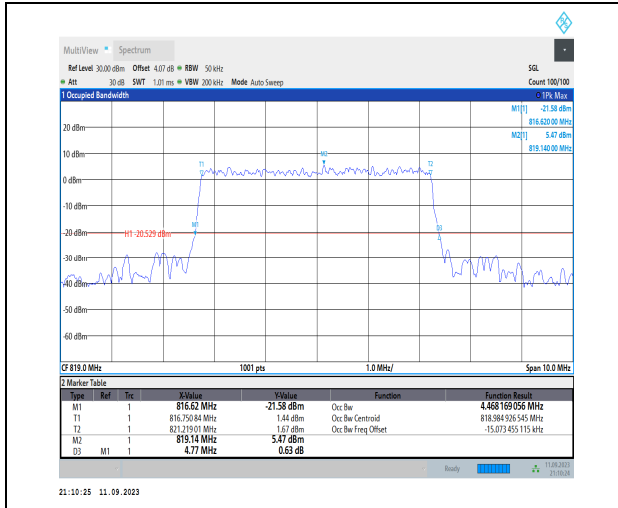 MultiView Spectrum
Ref Level 30.00 dBm Offset 4.07 dB RBW 50 kHz SGL
Att 30 dB SWT 1.01 ms VBW 200 kHz Mode Auto Sweep Count 100/100
1 Occupied Bandwidth 1Pk Max
M1[1] -21.58 dBm
816.620 00 MHz
M2[1] 5.47 dBm
819.140 00 MHz
20 dBm
10 dBm
M2
T1 T2
0 dBm
-10 dBm
M1
D3
-20 dBm
H1 -20.529 dBm
-30 dBm
-40 dBm
-50 dBm
-60 dBm
CF 819.0 MHz 1001 pts 1.0 MHz/ Span 10.0 MHz
2 Marker Table
Type Ref Trc X-Value Y-Value Function Function Result
M1 1 816.62 MHz -21.58 dBm Occ Bw 4.468 169 056 MHz
T1 1 816.750 84 MHz 1.44 dBm Occ Bw Centroid 818.984 926 545 MHz
T2 1 821.219 01 MHz 1.67 dBm Occ Bw Freq Offset -15.073 455 115 kHz
M2 1 819.14 MHz 5.47 dBm
D3 M1 1 4.77 MHz 0.63 dB
Ready 11.09.2023
21:10:24
21:10:25 11.09.2023